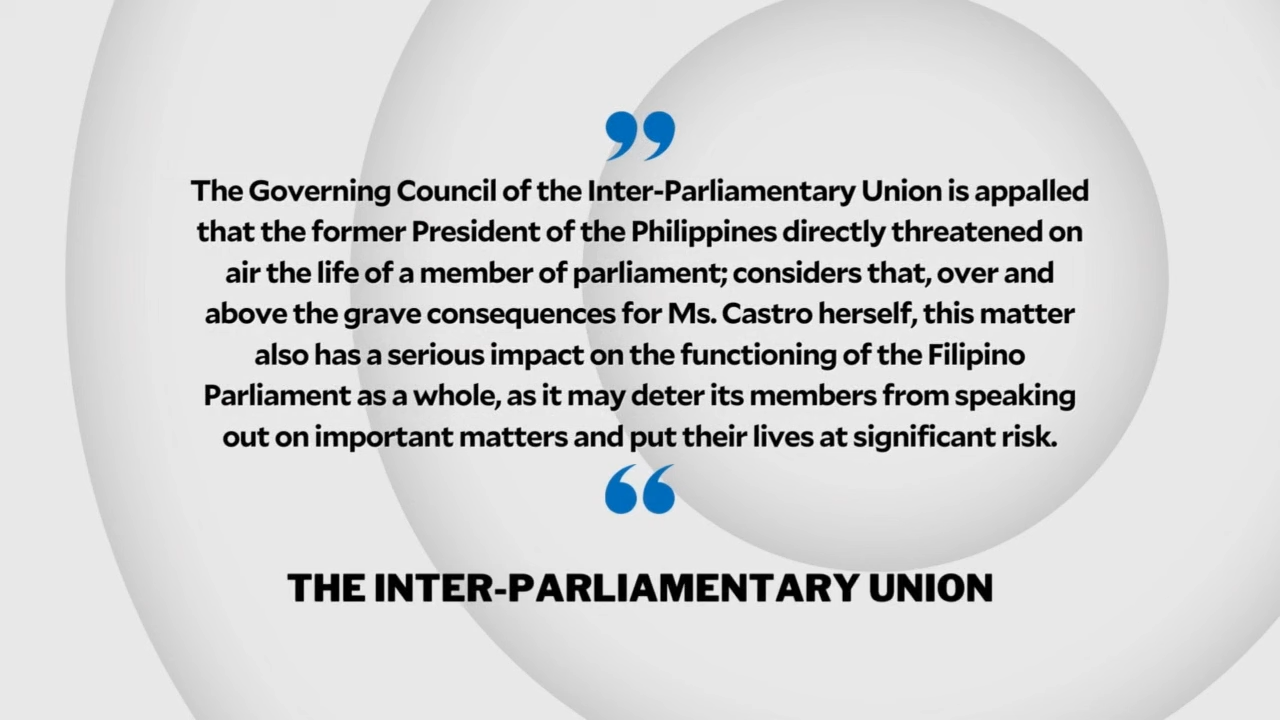 ”
The Governing Council of the Inter-Parliamentary Union is appalled
that the former President of the Philippines directly threatened on
air the life of a member of parliament; considers that, over and
above the grave consequences for Ms. Castro herself, this matter
also has a serious impact on the functioning of the Filipino
Parliament as a whole, as it may deter its members from speaking
out on important matters and put their lives at significant risk.
“
THE INTER-PARLIAMENTARY UNION